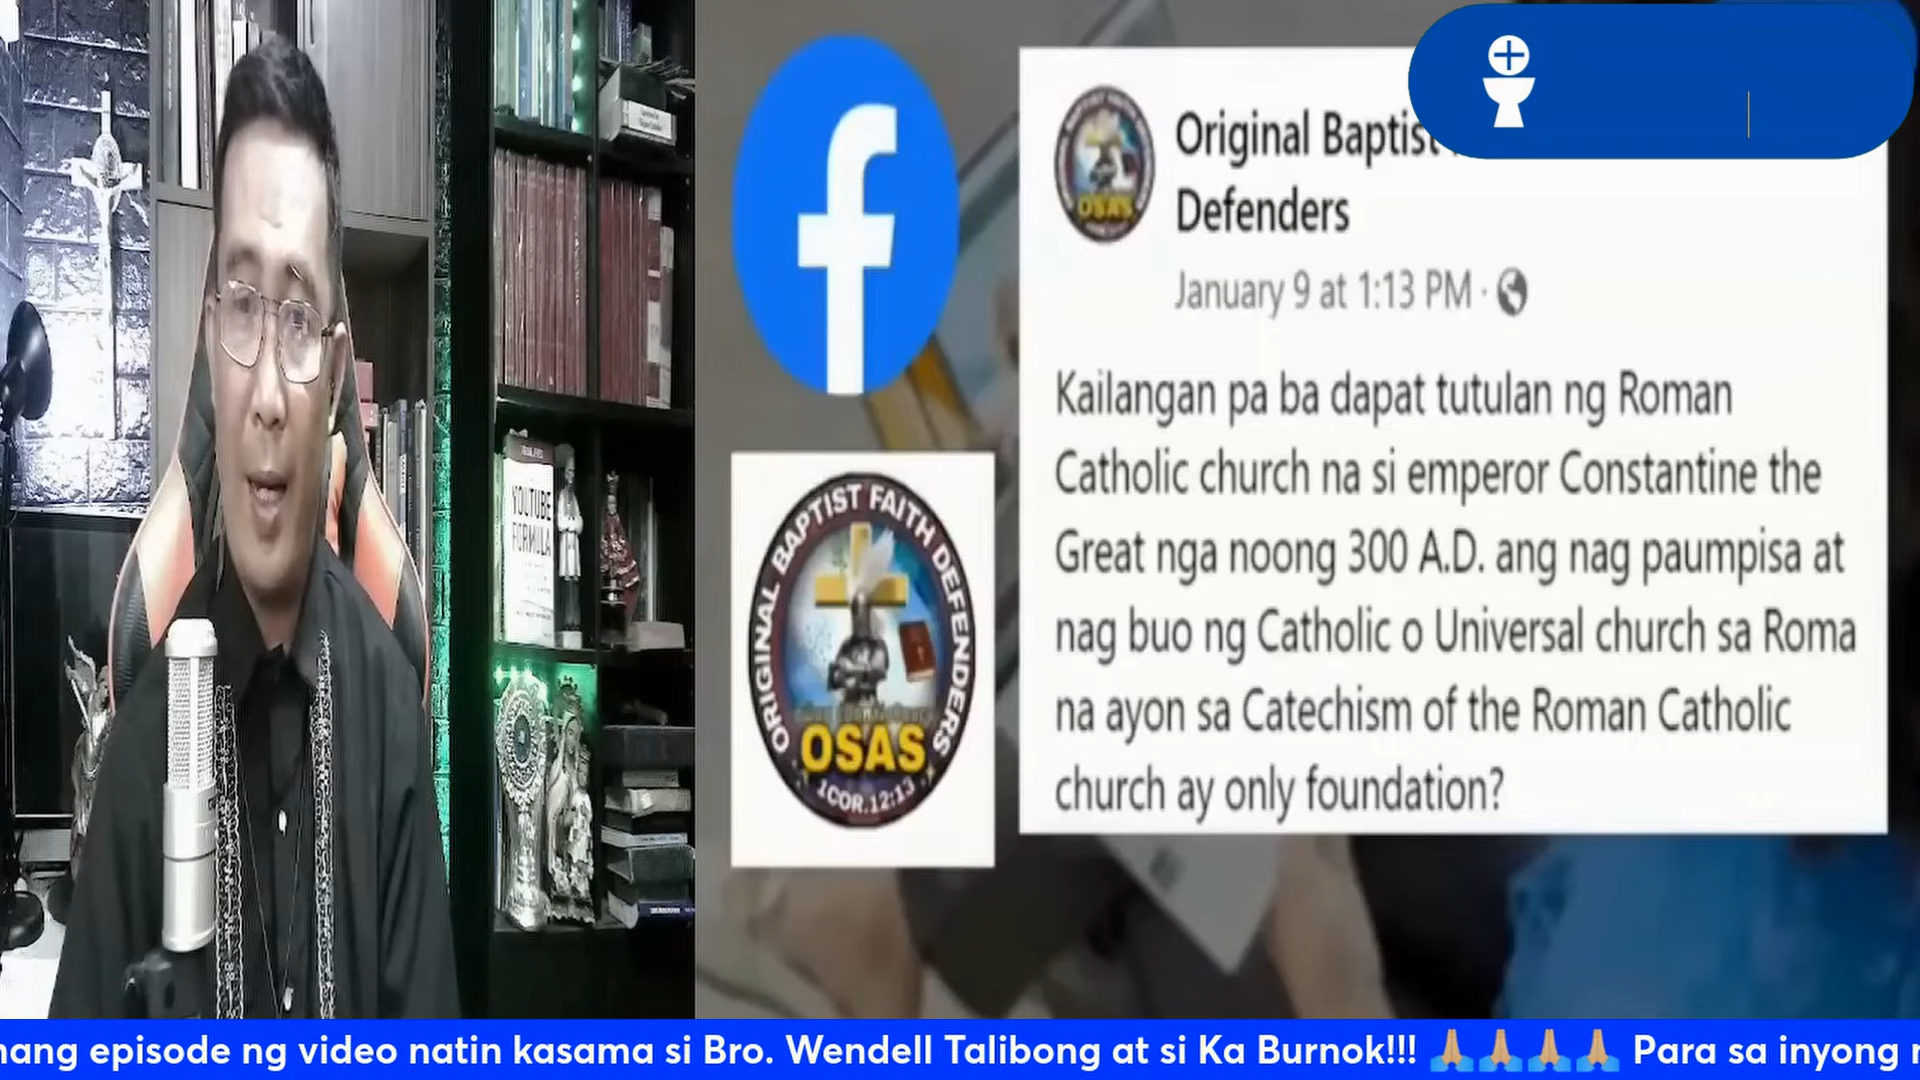 YOUTUBE
FORMULA
ORIGINAL BAPTIST FAITH DEFENDERS
OSAS
1COR.12:13
OSAS
Original Baptist
Defenders
January 9 at 1:13 PM ·
Kailangan pa ba dapat tutulan ng Roman
Catholic church na si emperor Constantine the
Great nga noong 300 A.D. ang nag paumpisa at
nag buo ng Catholic o Universal church sa Roma
na ayon sa Catechism of the Roman Catholic
church ay only foundation?
episode ng video natin kasama si Bro. Wendell Talibong at si Ka Burnok!!! 🙏🏽🙏🏽🙏🏽🙏🏽 Para sa inyong